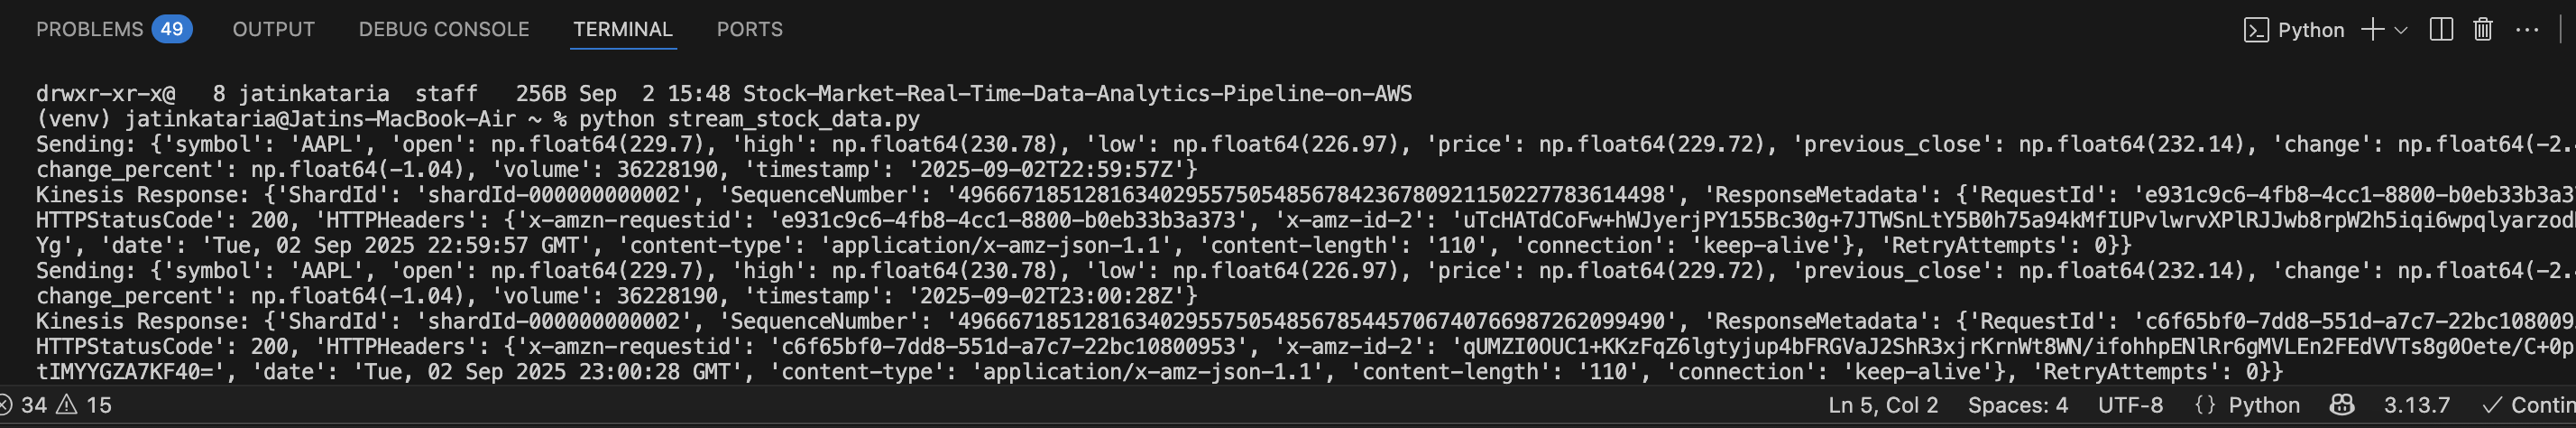 PROBLEMS 49 OUTPUT DEBUG CONSOLE TERMINAL PORTS Python
drwxr-xr-x@ 8 jatinkataria staff 256B Sep 2 15:48 Stock-Market-Real-Time-Data-Analytics-Pipeline-on-AWS
(venv) jatinkataria@Jatins-MacBook-Air ~ % python stream_stock_data.py
Sending: {'symbol': 'AAPL', 'open': np.float64(229.7), 'high': np.float64(230.78), 'low': np.float64(226.97), 'price': np.float64(229.72), 'previous_close': np.float64(232.14), 'change': np.float64(-2.
change_percent': np.float64(-1.04), 'volume': 36228190, 'timestamp': '2025-09-02T22:59:57Z'}
Kinesis Response: {'ShardId': 'shardId-000000000002', 'SequenceNumber': '49666718512816340295575054856784236780921150227783614498', 'ResponseMetadata': {'RequestId': 'e931c9c6-4fb8-4cc1-8800-b0eb33b3a3
HTTPStatusCode': 200, 'HTTPHeaders': {'x-amzn-requestid': 'e931c9c6-4fb8-4cc1-8800-b0eb33b3a373', 'x-amz-id-2': 'uTcHATdCoFw+hWJyerjPY155Bc30g+7JTWSnLtY5B0h75a94kMfIUPvlwrvXPlRJJwb8rpW2h5iqi6wpqlyarzod
Yg', 'date': 'Tue, 02 Sep 2025 22:59:57 GMT', 'content-type': 'application/x-amz-json-1.1', 'content-length': '110', 'connection': 'keep-alive'}, 'RetryAttempts': 0}}
Sending: {'symbol': 'AAPL', 'open': np.float64(229.7), 'high': np.float64(230.78), 'low': np.float64(226.97), 'price': np.float64(229.72), 'previous_close': np.float64(232.14), 'change': np.float64(-2.
change_percent': np.float64(-1.04), 'volume': 36228190, 'timestamp': '2025-09-02T23:00:28Z'}
Kinesis Response: {'ShardId': 'shardId-000000000002', 'SequenceNumber': '49666718512816340295575054856785445706740766987262099490', 'ResponseMetadata': {'RequestId': 'c6f65bf0-7dd8-551d-a7c7-22bc108009
HTTPStatusCode': 200, 'HTTPHeaders': {'x-amzn-requestid': 'c6f65bf0-7dd8-551d-a7c7-22bc10800953', 'x-amz-id-2': 'qUMZI0OUC1+KKzFqZ6lgtyjup4bFRGVaJ2ShR3xjrKrnWt8WN/ifohhpENlRr6gMVLEn2FEdVVTs8g0Oete/C+0p
tIMYYGZA7KF40=', 'date': 'Tue, 02 Sep 2025 23:00:28 GMT', 'content-type': 'application/x-amz-json-1.1', 'content-length': '110', 'connection': 'keep-alive'}, 'RetryAttempts': 0}}
34 15 Ln 5, Col 2 Spaces: 4 UTF-8 {} Python 3.13.7 Contin